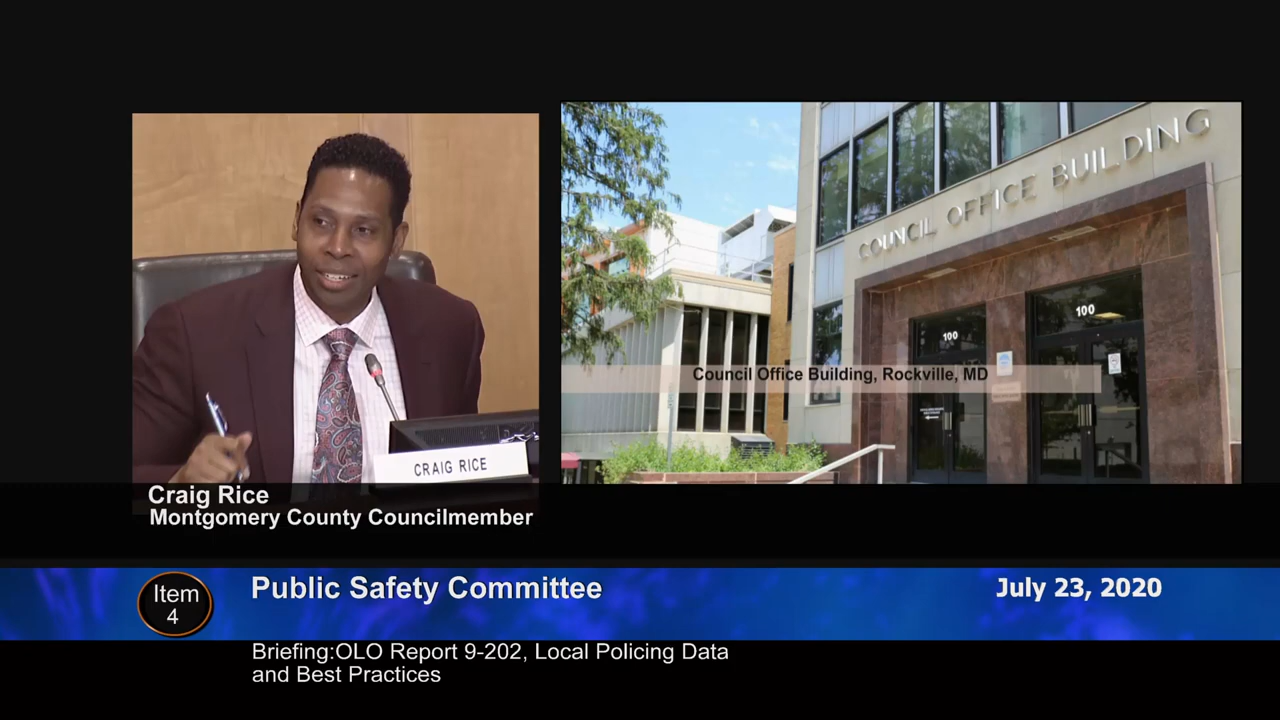 COUNCIL OFFICE BUILDING
100
100
Council Office Building, Rockville, MD
CRAIG RICE
Craig Rice
Montgomery County Councilmember
Item
4
Public Safety Committee
July 23, 2020
Briefing:OLO Report 9-202, Local Policing Data
and Best Practices